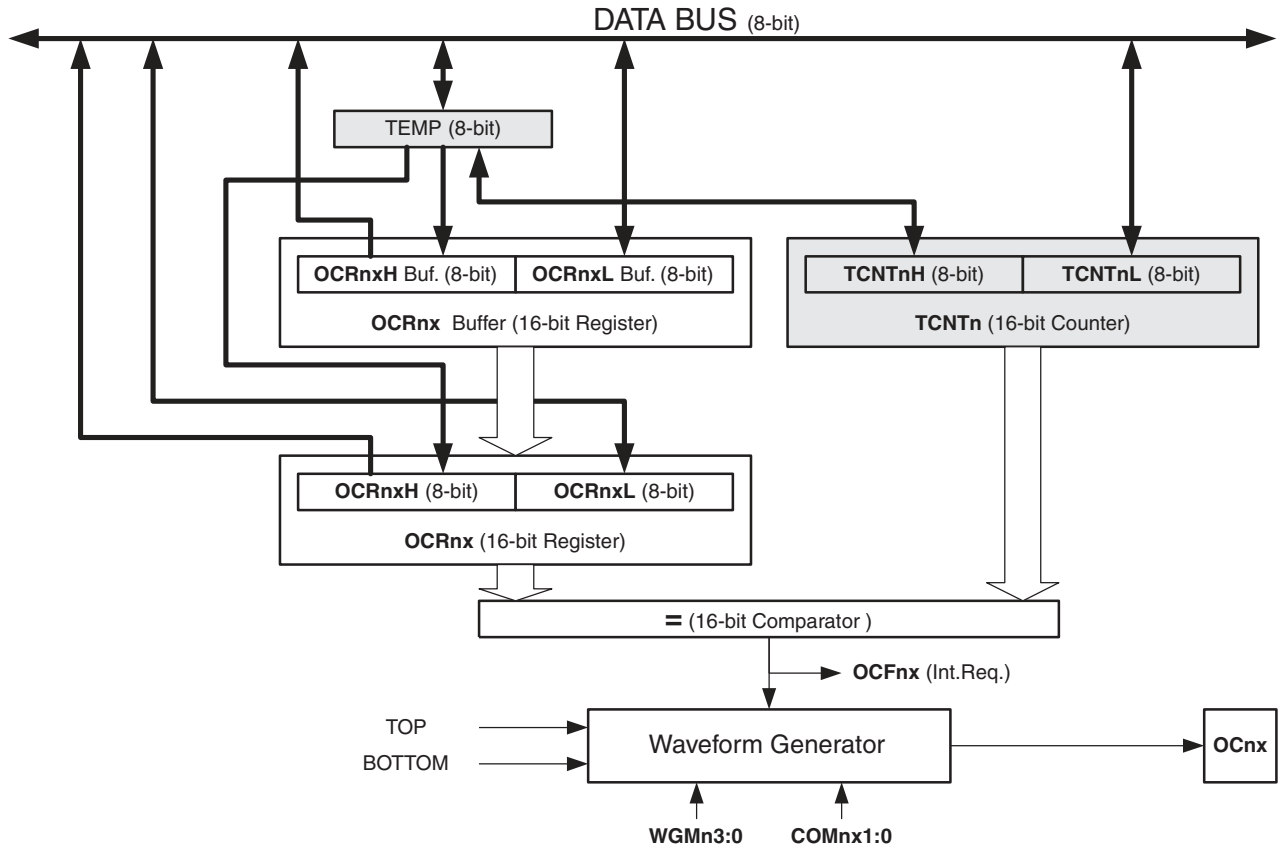 DATA BUS (8-bit)
TEMP (8-bit)
OCRnxH Buf. (8-bit) OCRnxL Buf. (8-bit)
OCRnx Buffer (16-bit Register)
TCNTnH (8-bit) TCNTnL (8-bit)
TCNTn (16-bit Counter)
OCRnxH (8-bit) OCRnxL (8-bit)
OCRnx (16-bit Register)
= (16-bit Comparator )
OCFnx (Int.Req.)
TOP
BOTTOM
Waveform Generator
OCnx
WGMn3:0 COMnx1:0